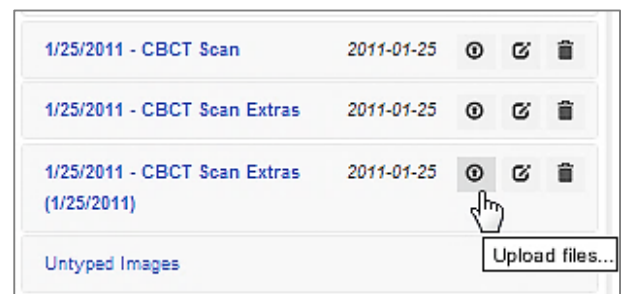 1/25/2011 - CBCT Scan 2011-01-25
1/25/2011 - CBCT Scan Extras 2011-01-25
1/25/2011 - CBCT Scan Extras 2011-01-25
(1/25/2011)
Upload files...
Untyped Images